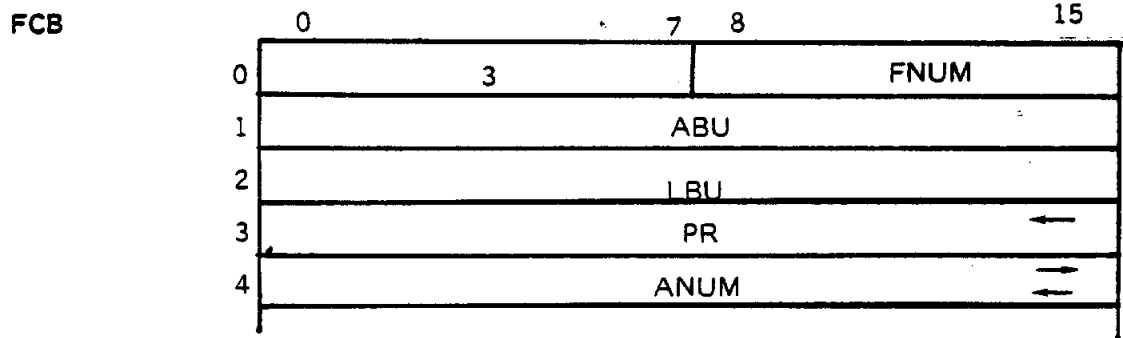 FCB
0 7 8 15
0 3 FNUM
1 ABU
2 LBU
3 PR
4 ANUM